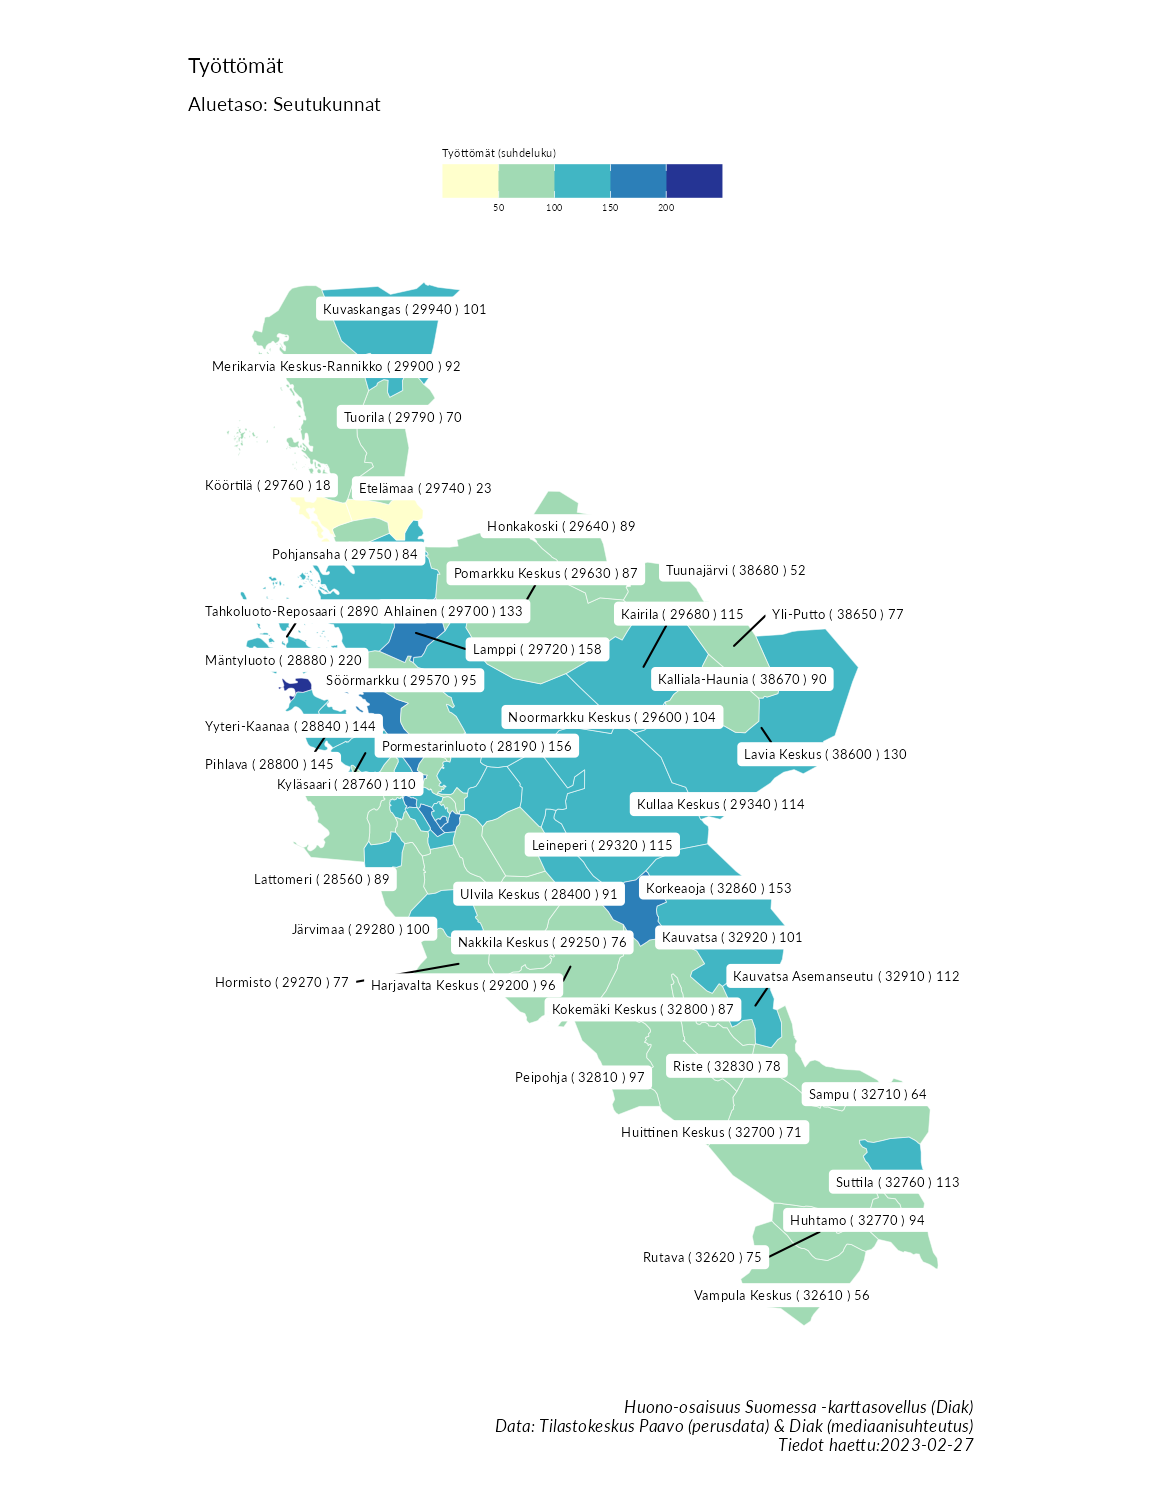 Työttömät
Aluetaso: Seutukunnat
Työttömät (suhdeluku)
50 100 150 200
Kuvaskangas ( 29940 ) 101
Merikarvia Keskus-Rannikko ( 29900 ) 92
Tuorila ( 29790 ) 70
Köörtilä ( 29760 ) 18
Etelämaa ( 29740 ) 23
Honkakoski ( 29640 ) 89
Pohjansaha ( 29750 ) 84
Pomarkku Keskus ( 29630 ) 87
Tuunajärvi ( 38680 ) 52
Tahkoluoto-Reposaari ( 2890
Ahlainen ( 29700 ) 133
Kairila ( 29680 ) 115
Yli-Putto ( 38650 ) 77
Lamppi ( 29720 ) 158
Mäntyluoto ( 28880 ) 220
Söörmarkku ( 29570 ) 95
Kalliala-Haunia ( 38670 ) 90
Noormarkku Keskus ( 29600 ) 104
Yyteri-Kaanaa ( 28840 ) 144
Pormestarinluoto ( 28190 ) 156
Lavia Keskus ( 38600 ) 130
Pihlava ( 28800 ) 145
Kyläsaari ( 28760 ) 110
Kullaa Keskus ( 29340 ) 114
Leineperi ( 29320 ) 115
Lattomeri ( 28560 ) 89
Ulvila Keskus ( 28400 ) 91
Korkeaoja ( 32860 ) 153
Järvimaa ( 29280 ) 100
Nakkila Keskus ( 29250 ) 76
Kauvatsa ( 32920 ) 101
Hormisto ( 29270 ) 77
Harjavalta Keskus ( 29200 ) 96
Kauvatsa Asemanseutu ( 32910 ) 112
Kokemäki Keskus ( 32800 ) 87
Riste ( 32830 ) 78
Peipohja ( 32810 ) 97
Sampu ( 32710 ) 64
Huittinen Keskus ( 32700 ) 71
Suttila ( 32760 ) 113
Huhtamo ( 32770 ) 94
Rutava ( 32620 ) 75
Vampula Keskus ( 32610 ) 56
Huono-osaisuus Suomessa -karttasovellus (Diak)
Data: Tilastokeskus Paavo (perusdata) & Diak (mediaanisuhteutus)
Tiedot haettu:2023-02-27